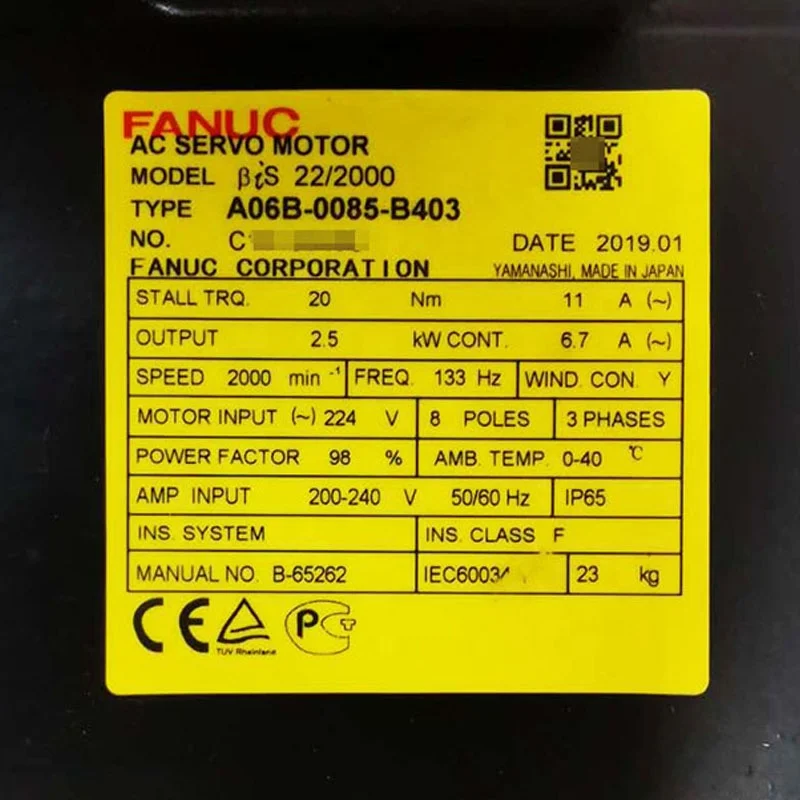 FANUC
AC SERVO MOTOR
MODEL βiS 22/2000
TYPE A06B-0085-B403
NO. C
DATE 2019.01
FANUC CORPORATION YAMANASHI, MADE IN JAPAN
STALL TRQ. 20 Nm 11 A (~)
OUTPUT 2.5 kW CONT. 6.7 A (~)
SPEED 2000 min⁻¹ FREQ. 133 Hz WIND. CON. Y
MOTOR INPUT (~) 224 V 8 POLES 3 PHASES
POWER FACTOR 98 % AMB. TEMP. 0-40 ℃
AMP INPUT 200-240 V 50/60 Hz IP65
INS. SYSTEM INS. CLASS F
MANUAL NO. B-65262 IEC60034 23 kg
CE TUV Rheinland PCT